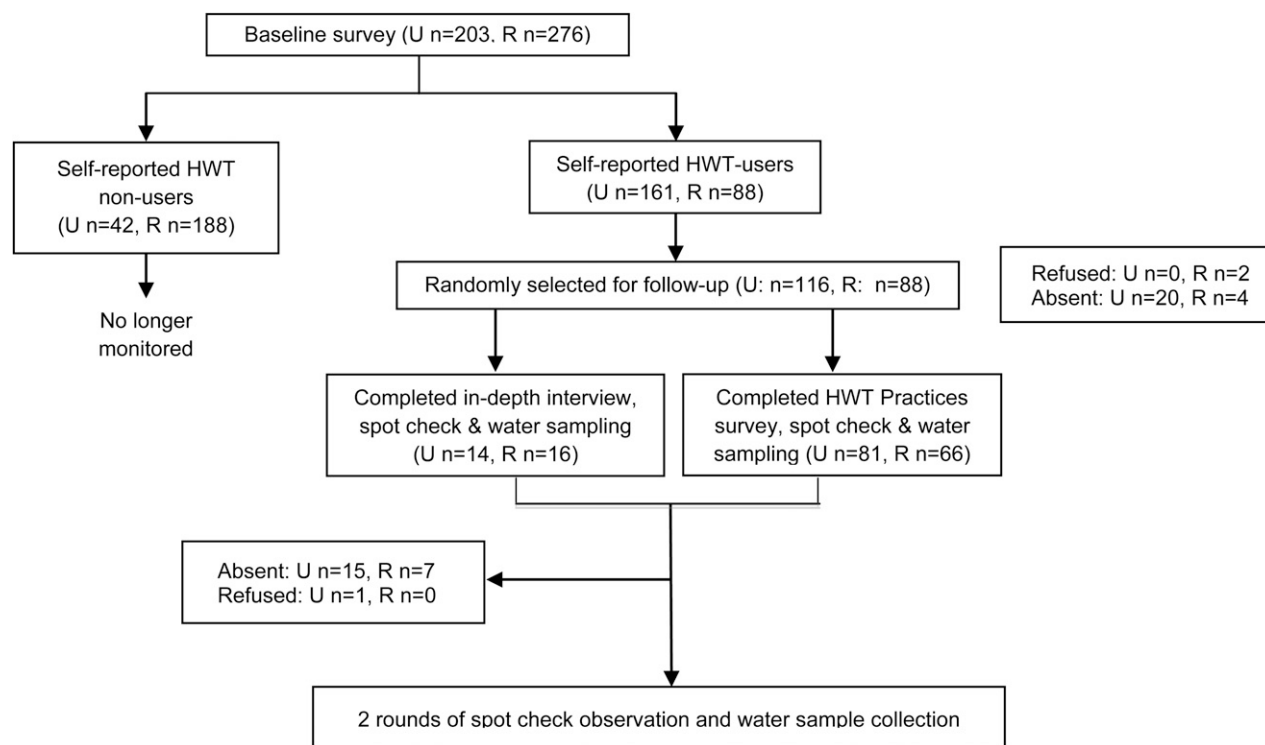 Baseline survey (U n=203. R n=276)
Self-reported HWT
non-users
(U n=42, R n=188)
Self-reported HWT-users
(U n=161, R n=88)
No longer
monitored
Randomly selected for follow-up (U: n=116, R: n=88)
Refused: U n=0, R n=2
Absent: U n=20, R n=4
Completed in-depth interview,
spot check & water sampling
(U n=14, R n=16)
Completed HWT Practices
survey, spot check & water
sampling (U n=81, R n=66)
Absent: U n=15, R n=7
Refused: U n=1, R n=0
2 rounds of spot check observation and water sample collection